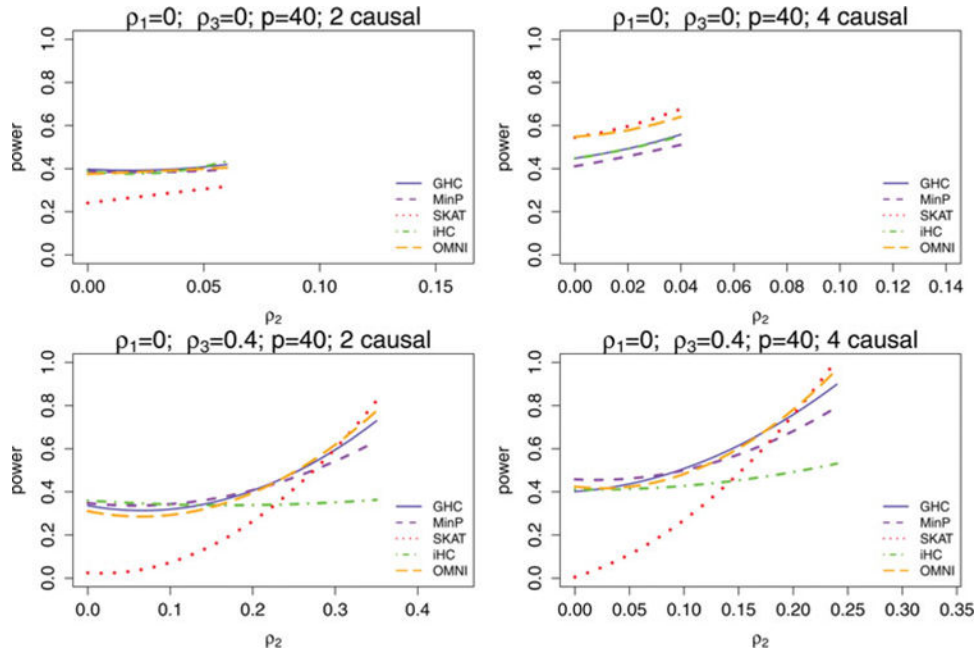 ρ1=0; ρ3=0; p=40; 2 causal
power
1.0
0.8
0.6
0.4
0.2
0.0
GHC
MinP
SKAT
iHC
OMNI
0.00 0.05 0.10 0.15
ρ2
ρ1=0; ρ3=0; p=40; 4 causal
power
1.0
0.8
0.6
0.4
0.2
0.0
GHC
MinP
SKAT
iHC
OMNI
0.00 0.02 0.04 0.06 0.08 0.10 0.12 0.14
ρ2
ρ1=0; ρ3=0.4; p=40; 2 causal
power
1.0
0.8
0.6
0.4
0.2
0.0
GHC
MinP
SKAT
iHC
OMNI
0.0 0.1 0.2 0.3 0.4
ρ2
ρ1=0; ρ3=0.4; p=40; 4 causal
power
1.0
0.8
0.6
0.4
0.2
0.0
GHC
MinP
SKAT
iHC
OMNI
0.00 0.05 0.10 0.15 0.20 0.25 0.30 0.35
ρ2